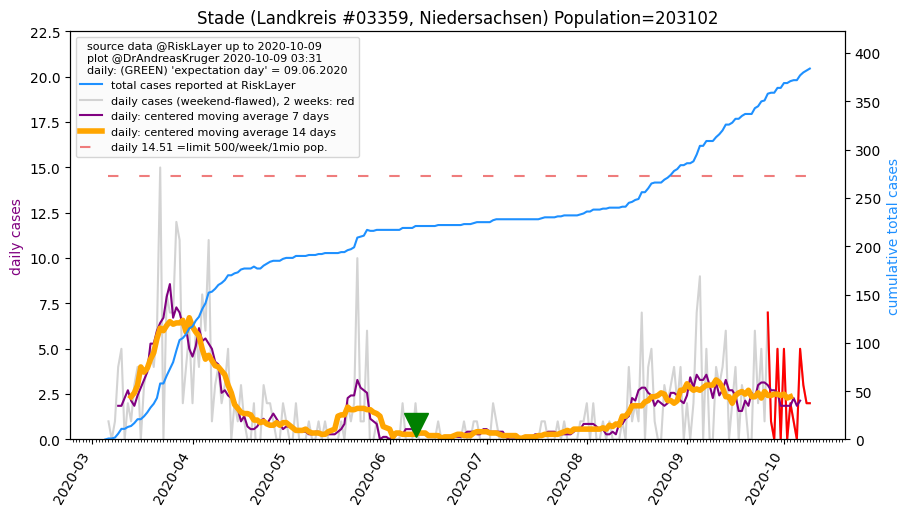 Stade (Landkreis #03359, Niedersachsen) Population=203102
source data @RiskLayer up to 2020-10-09
plot @DrAndreasKruger 2020-10-09 03:31
daily: (GREEN) 'expectation day' = 09.06.2020
total cases reported at RiskLayer
daily cases (weekend-flawed), 2 weeks: red
daily: centered moving average 7 days
daily: centered moving average 14 days
daily 14.51 =limit 500/week/1mio pop.
daily cases
22.5
20.0
17.5
15.0
12.5
10.0
7.5
5.0
2.5
0.0
cumulative total cases
400
350
300
250
200
150
100
50
0
2020-03
2020-04
2020-05
2020-06
2020-07
2020-08
2020-09
2020-10